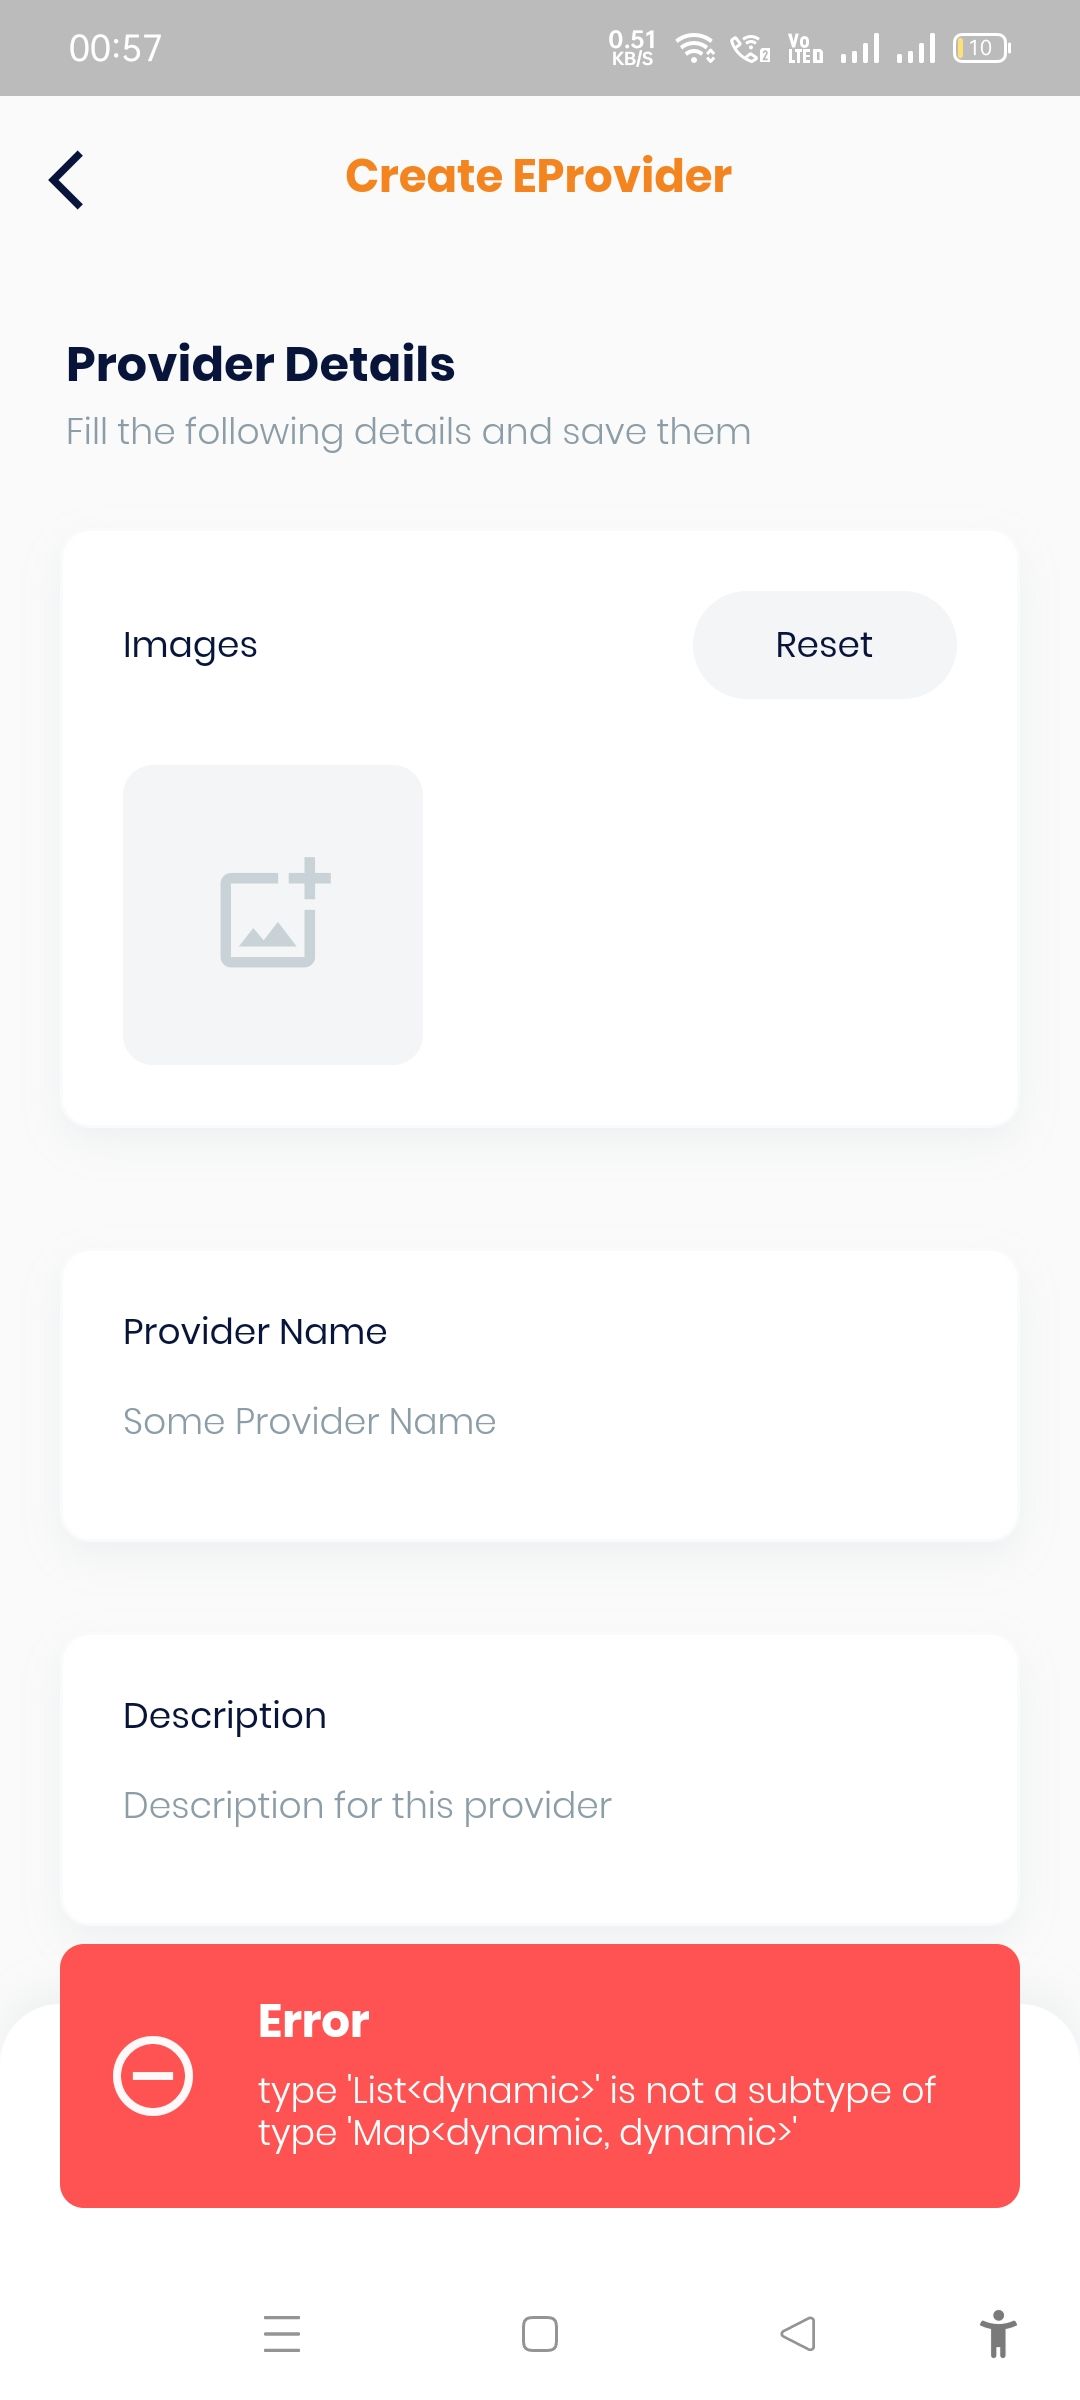 00:57
0.51
KB/S
2
Vo
LTE D
10
Create EProvider
Provider Details
Fill the following details and save them
Images
Reset
Provider Name
Some Provider Name
Description
Description for this provider
Error
type 'List<dynamic>' is not a subtype of
type 'Map<dynamic, dynamic>'